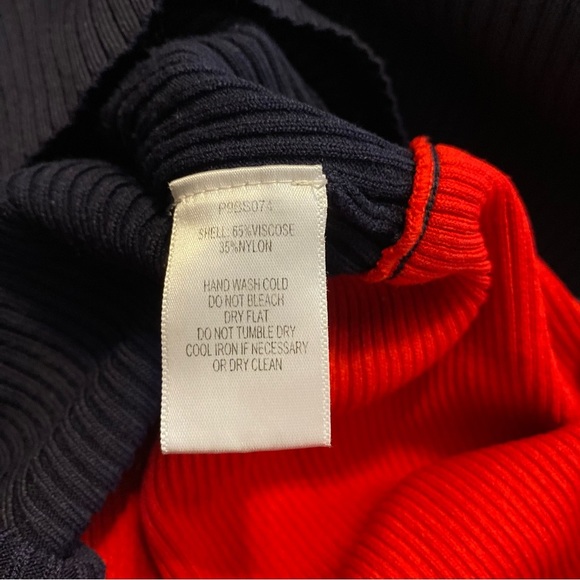 P9BS074
SHELL: 65%VISCOSE
35%NYLON
HAND WASH COLD
DO NOT BLEACH
DRY FLAT
DO NOT TUMBLE DRY
COOL IRON IF NECESSARY
OR DRY CLEAN